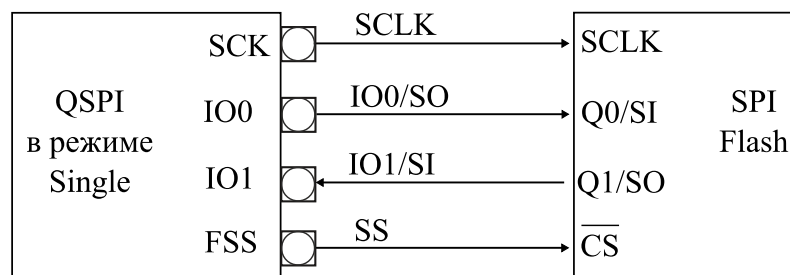 QSPI
в режиме
Single
SCK
IO0
IO1
FSS
SCLK
IO0/SO
IO1/SI
SS
SCLK
Q0/SI
Q1/SO
CS
SPI
Flash